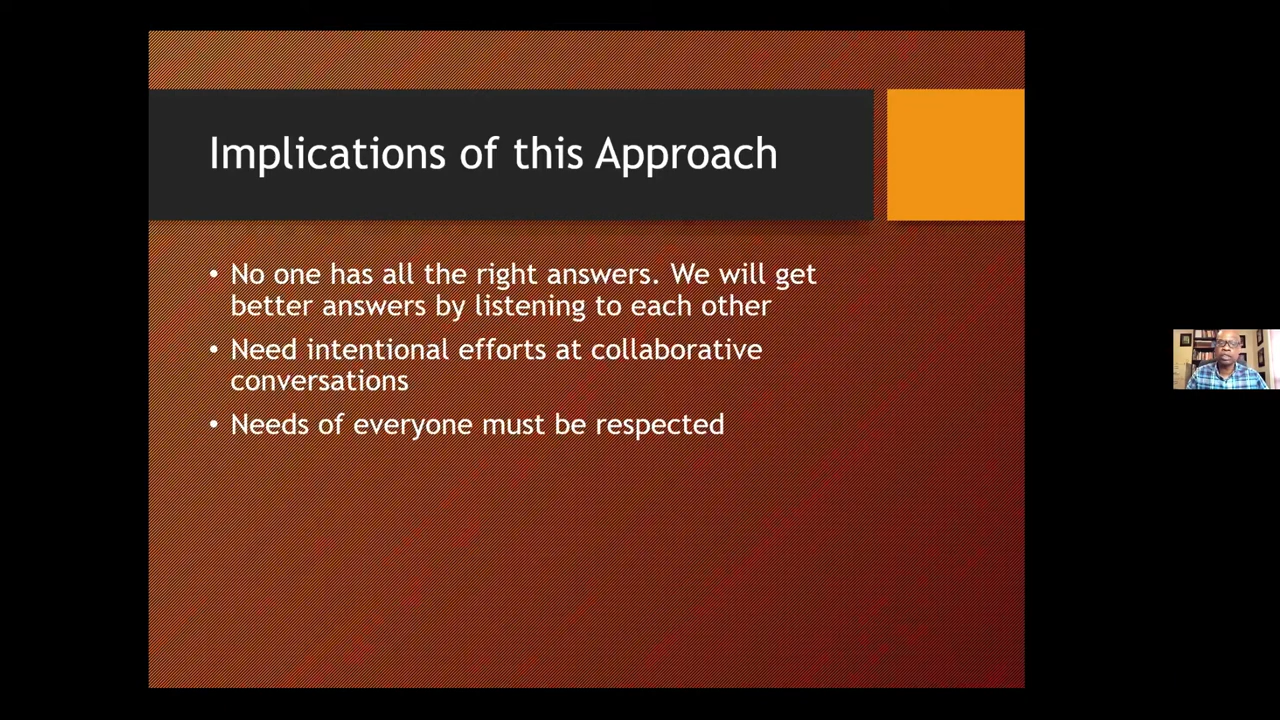 Implications of this Approach
• No one has all the right answers. We will get
better answers by listening to each other
• Need intentional efforts at collaborative
conversations
• Needs of everyone must be respected